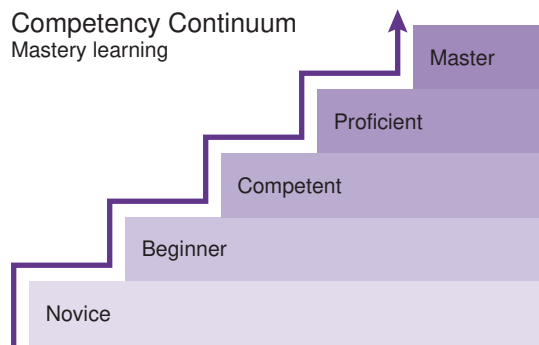 Competency Continuum
Mastery learning
Master
Proficient
Competent
Beginner
Novice